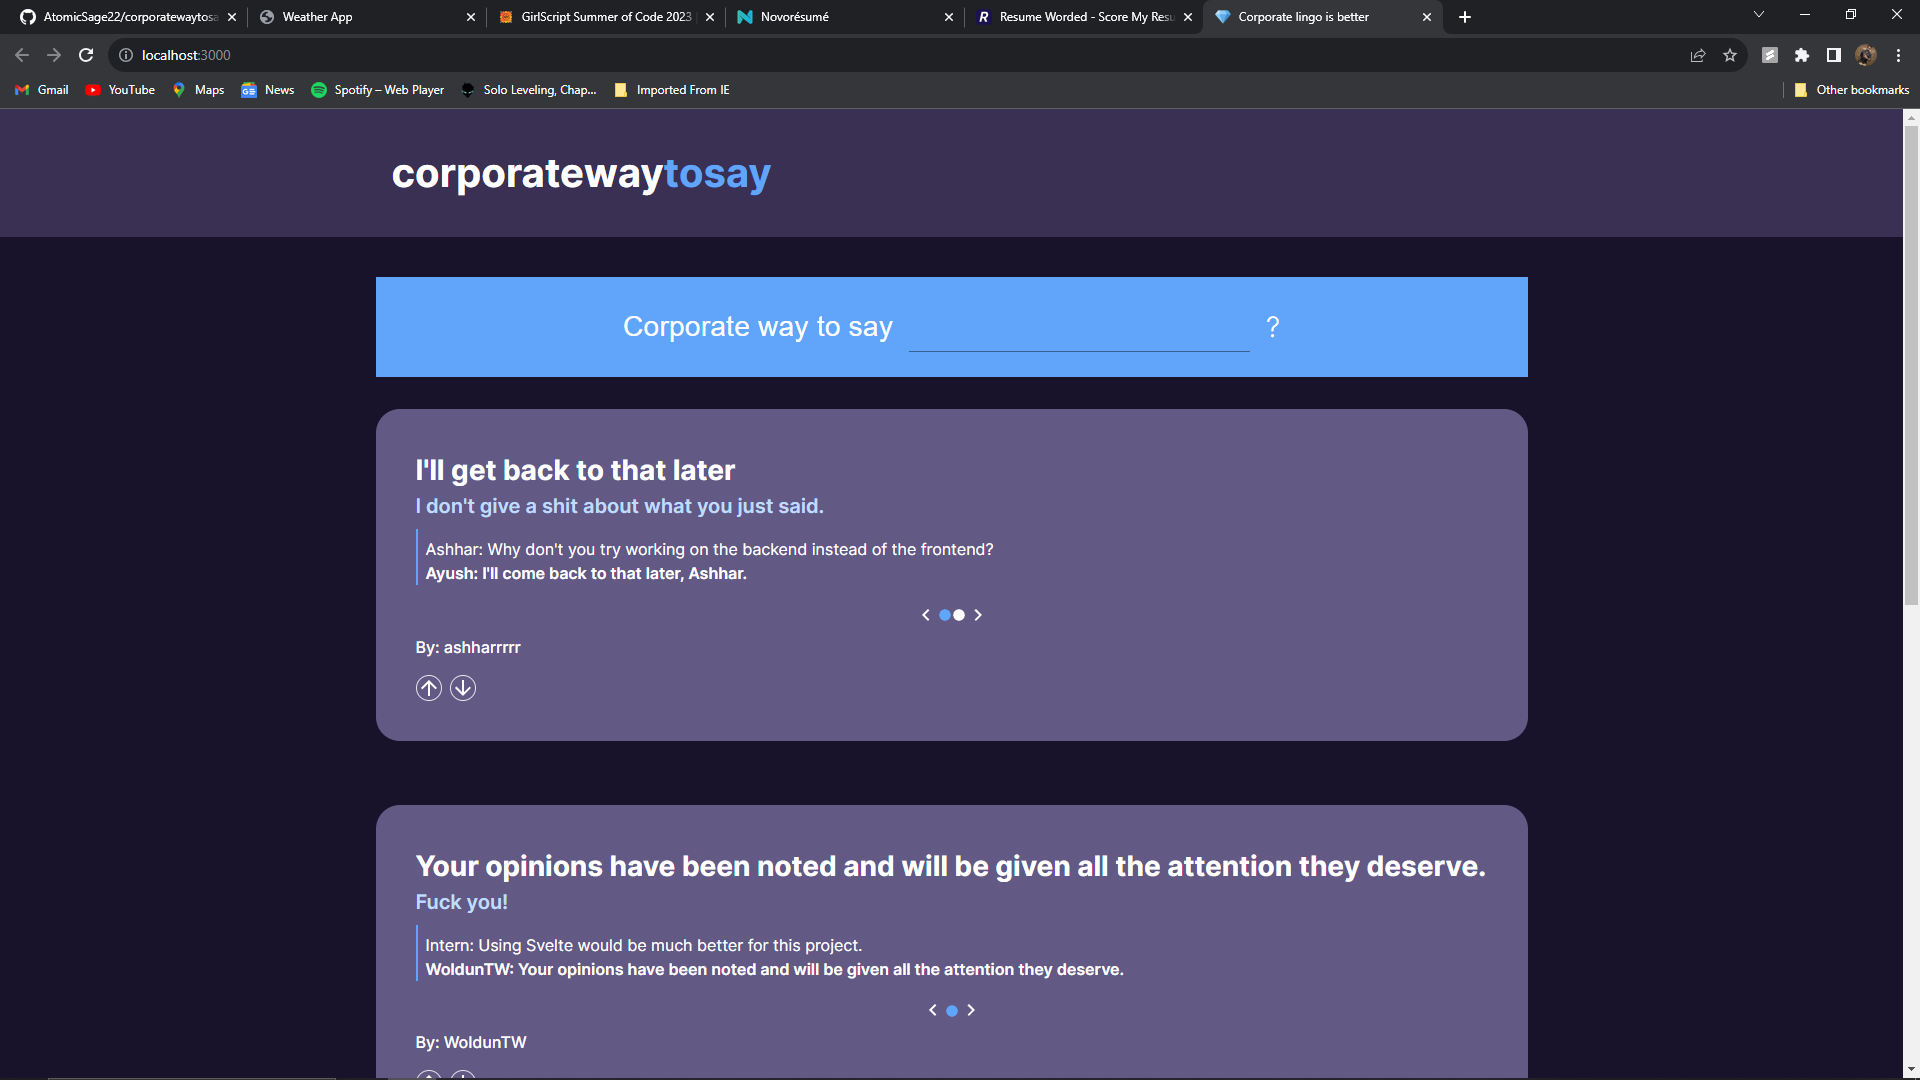 AtomicSage22/corporatewaytosa
Weather App
GirlScript Summer of Code 2023
Novorésumé
Resume Worded - Score My Resu
Corporate lingo is better
localhost:3000
Gmail
YouTube
Maps
News
Spotify – Web Player
Solo Leveling, Chap...
Imported From IE
Other bookmarks
corporatewaytosay
Corporate way to say ?
I'll get back to that later
I don't give a shit about what you just said.
Ashhar: Why don't you try working on the backend instead of the frontend?
Ayush: I'll come back to that later, Ashhar.
By: ashharrrrr
Your opinions have been noted and will be given all the attention they deserve.
Fuck you!
Intern: Using Svelte would be much better for this project.
WoldunTW: Your opinions have been noted and will be given all the attention they deserve.
By: WoldunTW